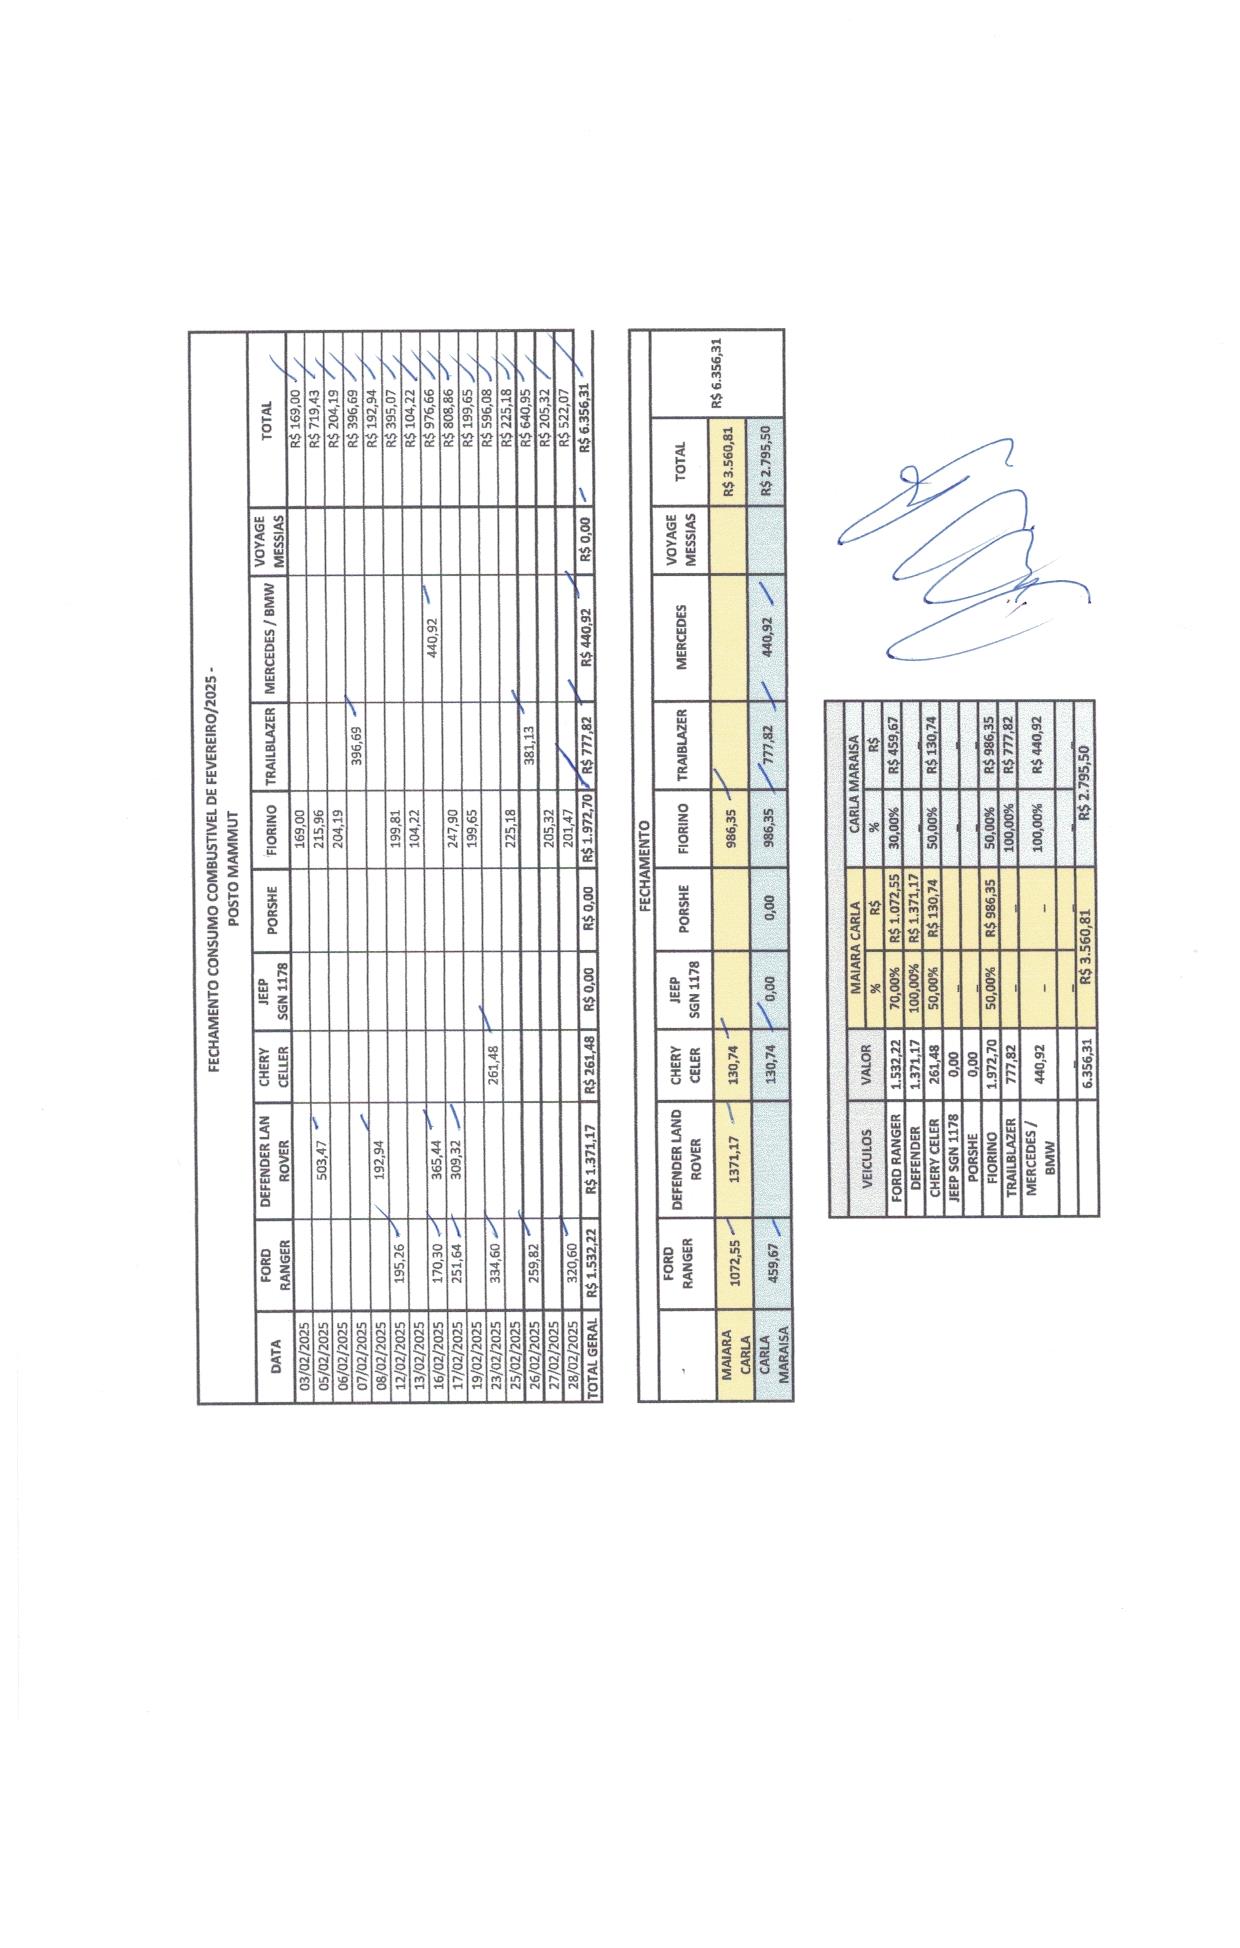 FECHAMENTO CONSUMO COMBUSTIVEL DE FEVEREIRO/2025 -
POSTO MAMMUT
DATA FORD RANGER DEFENDER LAN ROVER CHERY CELLER JEEP SGN 1178 PORSHE FIORINO TRAILBLAZER MERCEDES / BMW VOYAGE MESSIAS TOTAL
03/02/2025 169,00 R$ 169,00
05/02/2025 503,47 215,96 R$ 719,43
06/02/2025 204,19 R$ 204,19
07/02/2025 396,69 R$ 396,69
08/02/2025 192,94 R$ 192,94
12/02/2025 195,26 199,81 R$ 395,07
13/02/2025 104,22 R$ 104,22
16/02/2025 170,30 365,44 440,92 R$ 976,66
17/02/2025 251,64 309,32 247,90 R$ 808,86
19/02/2025 199,65 R$ 199,65
23/02/2025 334,60 261,48 R$ 596,08
25/02/2025 225,18 R$ 225,18
26/02/2025 259,82 381,13 R$ 640,95
27/02/2025 205,32 R$ 205,32
28/02/2025 320,60 201,47 R$ 522,07
TOTAL GERAL R$ 1.532,22 R$ 1.371,17 R$ 261,48 R$ 0,00 R$ 0,00 R$ 1.972,70 R$ 777,82 R$ 440,92 R$ 0,00 R$ 6.356,31
FECHAMENTO
FORD RANGER DEFENDER LAND ROVER CHERY CELER JEEP SGN 1178 PORSHE FIORINO TRAIBLAZER MERCEDES VOYAGE MESSIAS TOTAL
MAIARA CARLA 1072,55 1371,17 130,74 986,35 R$ 3.560,81
R$ 6.356,31
CARLA MARAISA 459,67 130,74 0,00 0,00 986,35 777,82 440,92 R$ 2.795,50
VEICULOS VALOR MAIARA CARLA CARLA MARAISA
% R$ % R$
FORD RANGER 1.532,22 70,00% R$ 1.072,55 30,00% R$ 459,67
DEFENDER 1.371,17 100,00% R$ 1.371,17 -
CHERY CELER 261,48 50,00% R$ 130,74 50,00% R$ 130,74
JEEP SGN 1178 0,00 - - -
PORSHE 0,00 - - -
FIORINO 1.972,70 50,00% R$ 986,35 50,00% R$ 986,35
TRAILBLAZER 777,82 - - 100,00% R$ 777,82
MERCEDES / BMW 440,92 - - 100,00% R$ 440,92
- - - - -
6.356,31 R$ 3.560,81 R$ 2.795,50